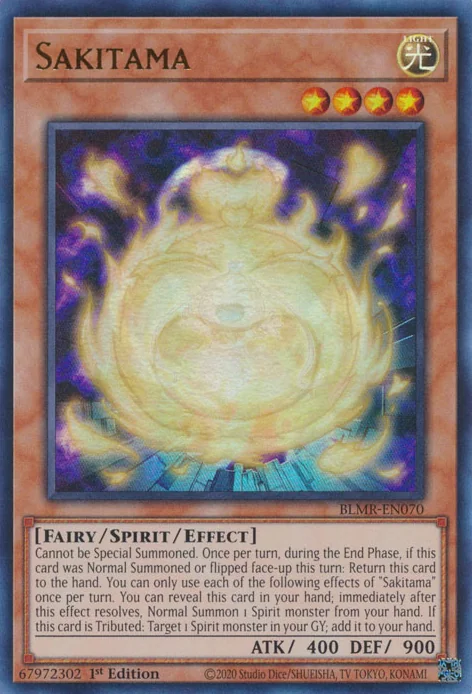 SAKITAMA
LIGHT
光
BLMR-EN070
[FAIRY/SPIRIT/EFFECT]
Cannot be Special Summoned. Once per turn, during the End Phase, if this
card was Normal Summoned or flipped face-up this turn: Return this card
to the hand. You can only use each of the following effects of "Sakitama"
once per turn. You can reveal this card in your hand; immediately after
this effect resolves, Normal Summon 1 Spirit monster from your hand. If
this card is Tributed: Target 1 Spirit monster in your GY; add it to your hand.
ATK/ 400 DEF/ 900
67972302 1st Edition ©2020 Studio Dice/SHUEISHA, TV TOKYO, KONAMI